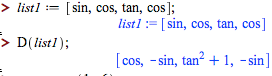 > list1 := [sin, cos, tan, cos];
list1 := [sin, cos, tan, cos]
> D(list1);
[cos, −sin, tan² + 1, −sin]